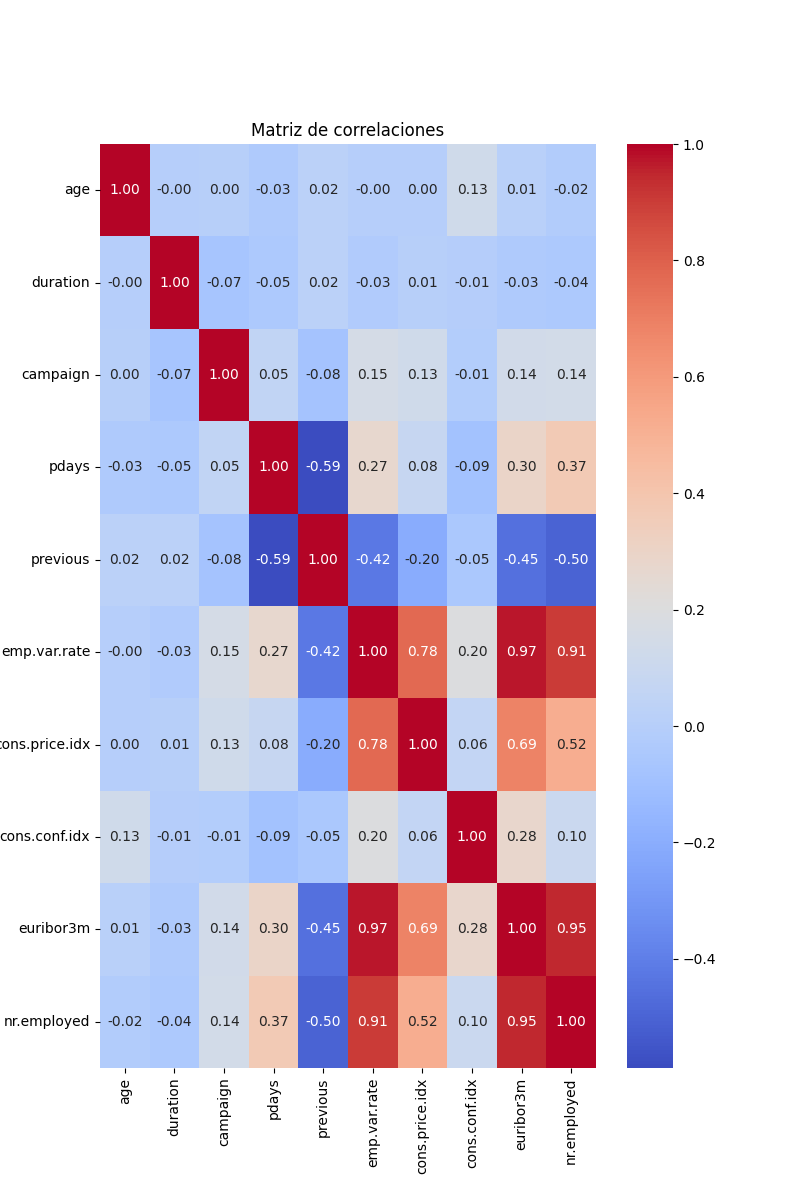 Matriz de correlaciones
age 1.00 -0.00 0.00 -0.03 0.02 -0.00 0.00 0.13 0.01 -0.02
duration -0.00 1.00 -0.07 -0.05 0.02 -0.03 0.01 -0.01 -0.03 -0.04
campaign 0.00 -0.07 1.00 0.05 -0.08 0.15 0.13 -0.01 0.14 0.14
pdays -0.03 -0.05 0.05 1.00 -0.59 0.27 0.08 -0.09 0.30 0.37
previous 0.02 0.02 -0.08 -0.59 1.00 -0.42 -0.20 -0.05 -0.45 -0.50
emp.var.rate -0.00 -0.03 0.15 0.27 -0.42 1.00 0.78 0.20 0.97 0.91
cons.price.idx 0.00 0.01 0.13 0.08 -0.20 0.78 1.00 0.06 0.69 0.52
cons.conf.idx 0.13 -0.01 -0.01 -0.09 -0.05 0.20 0.06 1.00 0.28 0.10
euribor3m 0.01 -0.03 0.14 0.30 -0.45 0.97 0.69 0.28 1.00 0.95
nr.employed -0.02 -0.04 0.14 0.37 -0.50 0.91 0.52 0.10 0.95 1.00
age duration campaign pdays previous emp.var.rate cons.price.idx cons.conf.idx euribor3m nr.employed
1.0
0.8
0.6
0.4
0.2
0.0
−0.2
−0.4